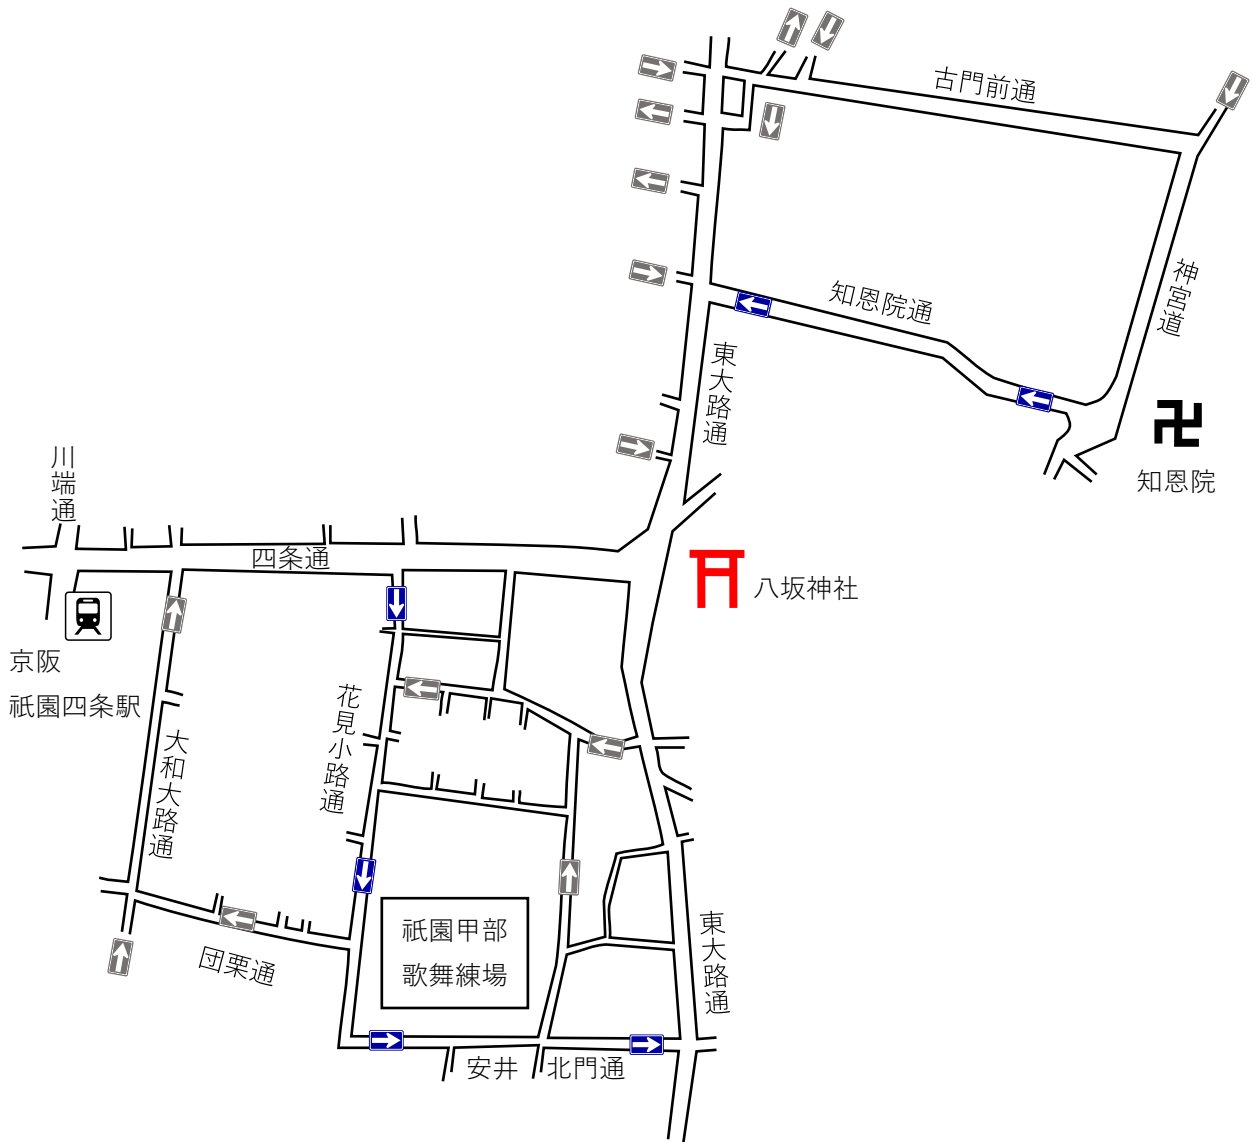 古門前通
神宮道
知恩院通
東大路通
知恩院
川端通
四条通
八坂神社
京阪
祇園四条駅
花見小路通
大和大路通
東大路通
祇園甲部
歌舞練場
団栗通
安井
北門通